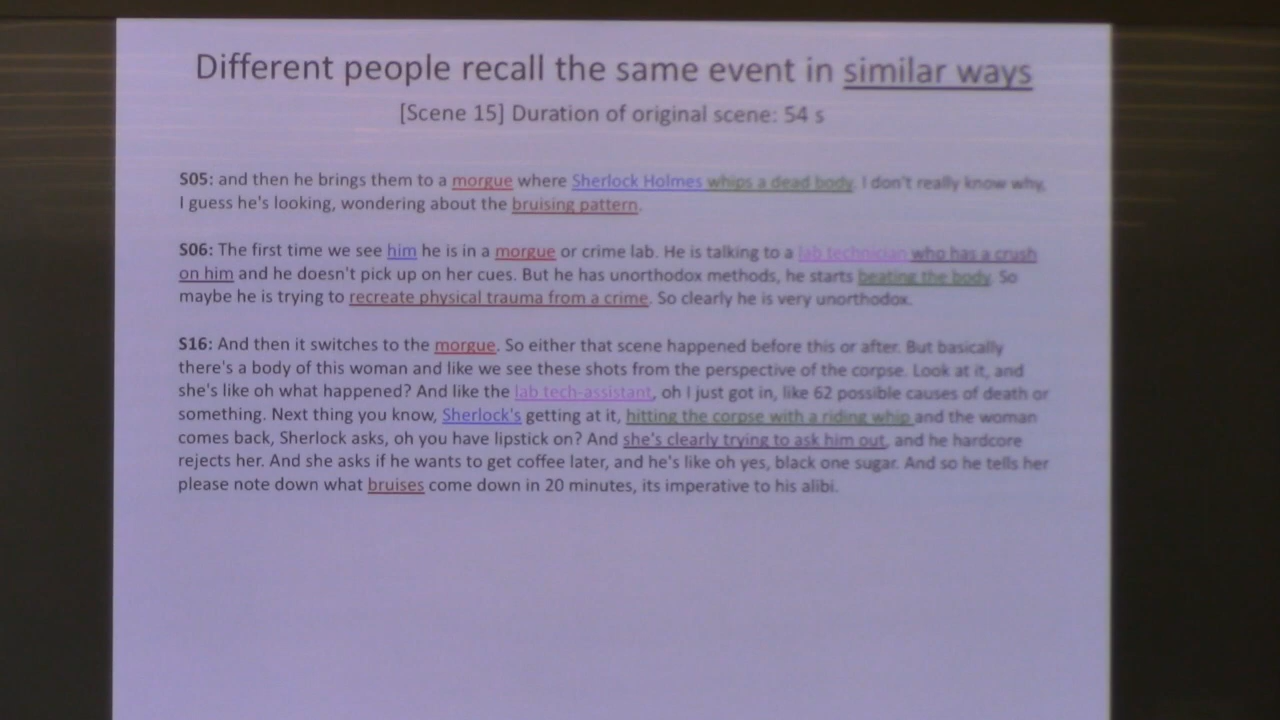 Different people recall the same event in similar ways
[Scene 15] Duration of original scene: 54 s
S05: and then he brings them to a morgue where Sherlock Holmes whips a dead body. I don't really know why,
I guess he's looking, wondering about the bruising pattern.
S06: The first time we see him he is in a morgue or crime lab. He is talking to a lab technician who has a crush
on him and he doesn't pick up on her cues. But he has unorthodox methods, he starts beating the body. So
maybe he is trying to recreate physical trauma from a crime. So clearly he is very unorthodox.
S16: And then it switches to the morgue. So either that scene happened before this or after. But basically
there's a body of this woman and like we see these shots from the perspective of the corpse. Look at it, and
she's like oh what happened? And like the lab tech-assistant, oh I just got in, like 62 possible causes of death or
something. Next thing you know, Sherlock's getting at it, hitting the corpse with a riding whip and the woman
comes back, Sherlock asks, oh you have lipstick on? And she's clearly trying to ask him out, and he hardcore
rejects her. And she asks if he wants to get coffee later, and he's like oh yes, black one sugar. And so he tells her
please note down what bruises come down in 20 minutes, its imperative to his alibi.